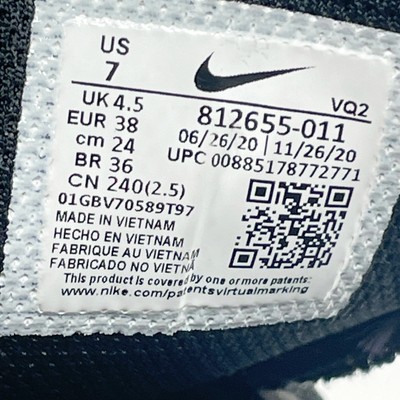 US
7
VQ2
UK 4.5
EUR 38
cm 24
BR 36
CN 240(2.5)
812655-011
06/26/20 | 11/26/20
UPC 00885178772771
01GBV70589T97
MADE IN VIETNAM
HECHO EN VIETNAM
FABRIQUE AU VIETNAM
FABRICADO NO VIETNAM
This product is covered by one or more patents:
www.nike.com/patentsvirtualmarking